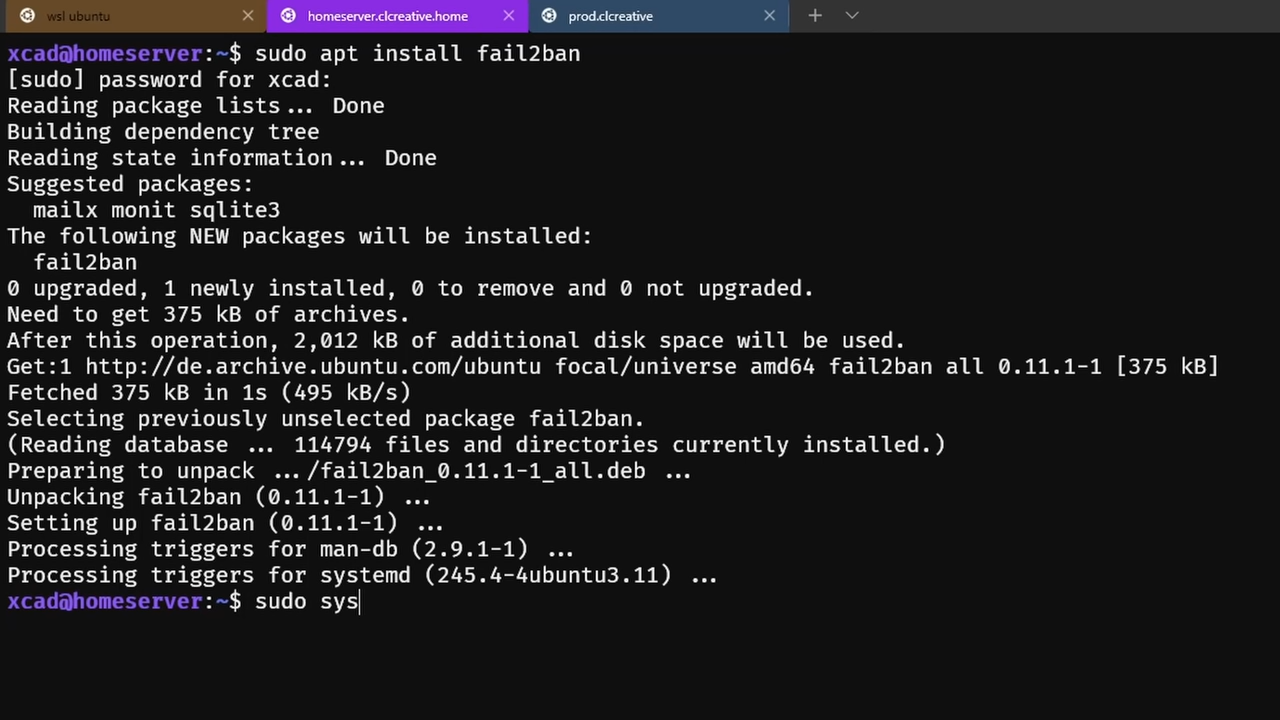 wsl ubuntu
homeserver.clcreative.home
prod.clcreative
xcad@homeserver:~$ sudo apt install fail2ban
[sudo] password for xcad:
Reading package lists... Done
Building dependency tree
Reading state information... Done
Suggested packages:
  mailx monit sqlite3
The following NEW packages will be installed:
  fail2ban
0 upgraded, 1 newly installed, 0 to remove and 0 not upgraded.
Need to get 375 kB of archives.
After this operation, 2,012 kB of additional disk space will be used.
Get:1 http://de.archive.ubuntu.com/ubuntu focal/universe amd64 fail2ban all 0.11.1-1 [375 kB]
Fetched 375 kB in 1s (495 kB/s)
Selecting previously unselected package fail2ban.
(Reading database ... 114794 files and directories currently installed.)
Preparing to unpack .../fail2ban_0.11.1-1_all.deb ...
Unpacking fail2ban (0.11.1-1) ...
Setting up fail2ban (0.11.1-1) ...
Processing triggers for man-db (2.9.1-1) ...
Processing triggers for systemd (245.4-4ubuntu3.11) ...
xcad@homeserver:~$ sudo sys